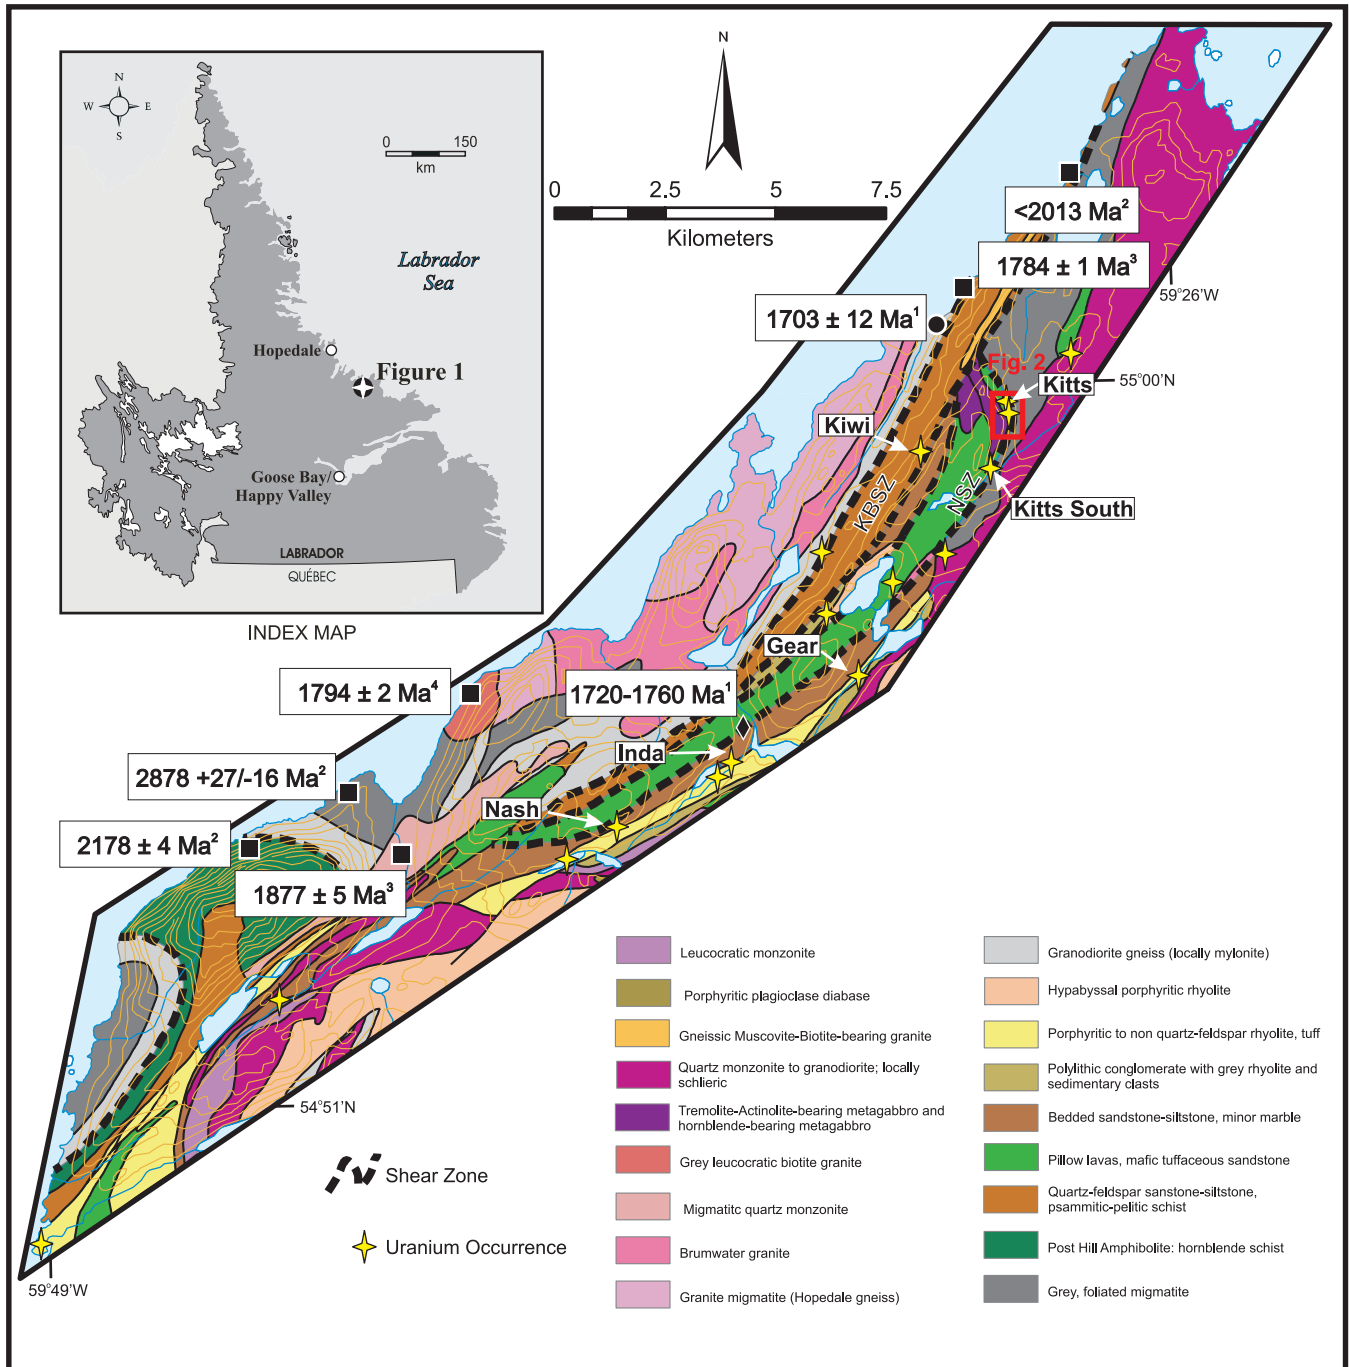 N
W
E
S
0
150
km
Labrador
Sea
Hopedale
Figure 1
Goose Bay/
Happy Valley
LABRADOR
QUÉBEC
INDEX MAP
N
0
2.5
5
7.5
Kilometers
<2013 Ma²
1784 ± 1 Ma³
59°26'W
1703 ± 12 Ma¹
Fig. 2
Kitts
55°00'N
Kiwi
KBSZ
NSZ
Kitts South
Gear
1794 ± 2 Ma⁴
1720-1760 Ma¹
Inda
2878 +27/-16 Ma²
Nash
2178 ± 4 Ma²
1877 ± 5 Ma³
54°51'N
59°49'W
Shear Zone
Uranium Occurrence
Leucocratic monzonite
Porphyritic plagioclase diabase
Gneissic Muscovite-Biotite-bearing granite
Quartz monzonite to granodiorite; locally
schlieric
Tremolite-Actinolite-bearing metagabbro and
hornblende-bearing metagabbro
Grey leucocratic biotite granite
Migmatitic quartz monzonite
Brumwater granite
Granite migmatite (Hopedale gneiss)
Granodiorite gneiss (locally mylonite)
Hypabyssal porphyritic rhyolite
Porphyritic to non quartz-feldspar rhyolite, tuff
Polylithic conglomerate with grey rhyolite and
sedimentary clasts
Bedded sandstone-siltstone, minor marble
Pillow lavas, mafic tuffaceous sandstone
Quartz-feldspar sanstone-siltstone,
psammitic-pelitic schist
Post Hill Amphibolite: hornblende schist
Grey, foliated migmatite